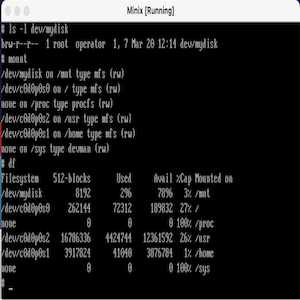 Minix [Running]
# ls -l dev/mydisk
brw-r--r-- 1 root operator 1, 7 Mar 20 12:14 dev/mydisk
# mount
/dev/mydisk on /mnt type mfs (rw)
/dev/c0d0p0s0 on / type mfs (rw)
none on /proc type procfs (rw)
/dev/c0d0p0s2 on /usr type mfs (rw)
/dev/c0d0p0s1 on /home type mfs (rw)
none on /sys type devman (rw)
# df
Filesystem 512-blocks Used Avail %Cap Mounted on
/dev/mydisk 8192 296 7896 3% /mnt
/dev/c0d0p0s0 262144 72312 189832 27% /
none 0 0 0 100% /proc
/dev/c0d0p0s2 16786336 4424744 12361592 26% /usr
/dev/c0d0p0s1 3917824 41040 3876784 1% /home
none 0 0 0 100% /sys
# _